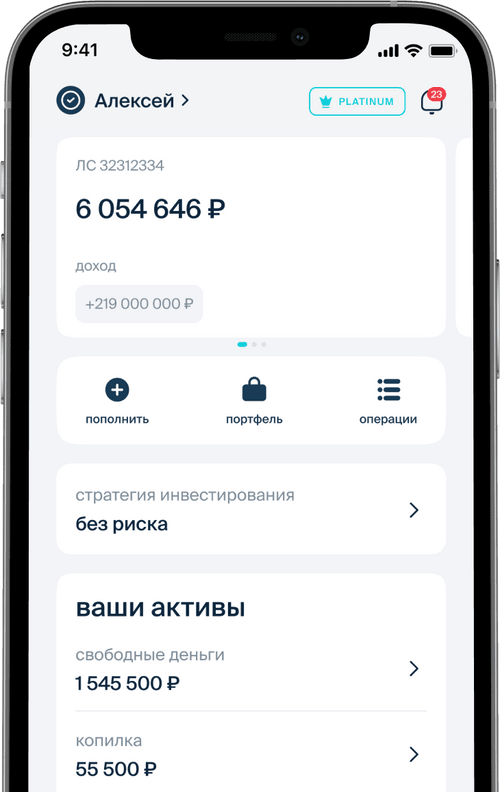 9:41
Алексей
PLATINUM
23
ЛС 32312334
6 054 646 ₽
доход
+219 000 000 ₽
пополнить
портфель
операции
стратегия инвестирования
без риска
ваши активы
свободные деньги
1 545 500 ₽
копилка
55 500 ₽